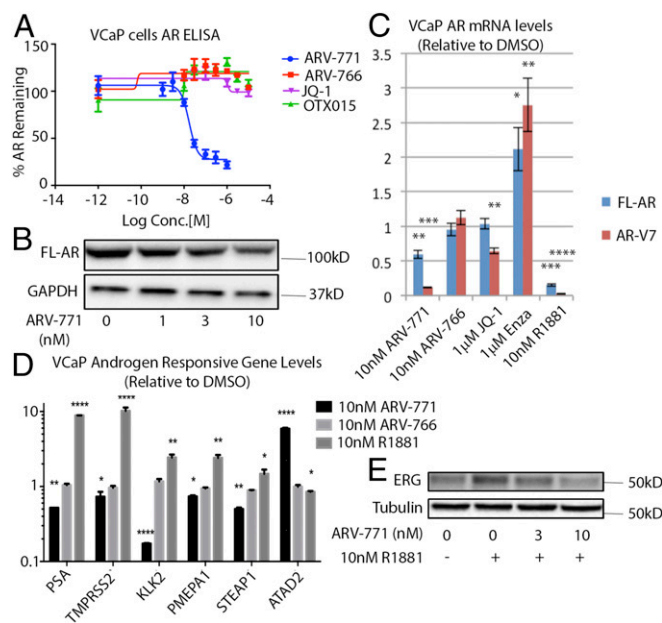 A
VCaP cells AR ELISA
% AR Remaining
150
100
50
0
-12
-10
-8
-6
-4
Log Conc.[M]
ARV-771
ARV-766
JQ-1
OTX015
B
FL-AR
100kD
GAPDH
37kD
ARV-771
(nM)
0
1
3
10
C
VCaP AR mRNA levels
(Relative to DMSO)
3.5
3
2.5
2
1.5
1
0.5
0
***
**
**
*
**
****
***
FL-AR
AR-V7
10nM ARV-771
10nM ARV-766
1μM JQ-1
1μM Enza
10nM R1881
D
VCaP Androgen Responsive Gene Levels
(Relative to DMSO)
10nM ARV-771
10nM ARV-766
10nM R1881
10
1
0.1
**
****
*
****
****
**
*
**
**
*
****
*
PSA
TMPRSS2
KLK2
PMEPA1
STEAP1
ATAD2
E
ERG
50kD
Tubulin
50kD
ARV-771 (nM)
0
0
3
10
10nM R1881
-
+
+
+